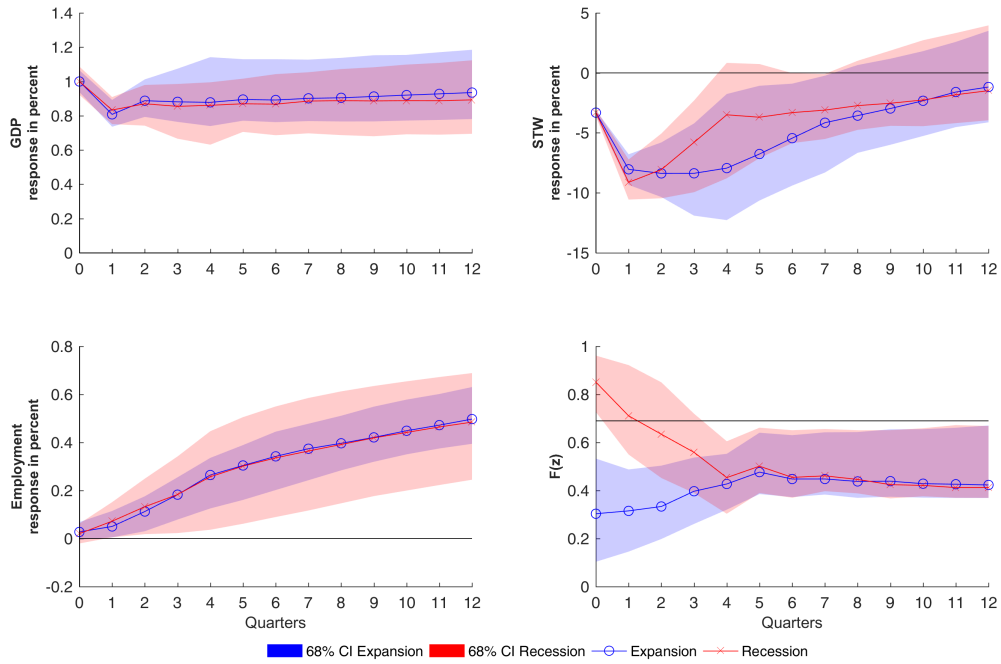 1.4
1.2
1
0.8
0.6
0.4
0.2
0
GDP
response in percent
0 1 2 3 4 5 6 7 8 9 10 11 12
5
0
-5
-10
-15
STW
response in percent
0 1 2 3 4 5 6 7 8 9 10 11 12
0.8
0.6
0.4
0.2
0
-0.2
Employment
response in percent
0 1 2 3 4 5 6 7 8 9 10 11 12
Quarters
1
0.8
0.6
0.4
0.2
0
F(z)
0 1 2 3 4 5 6 7 8 9 10 11 12
Quarters
68% CI Expansion 68% CI Recession Expansion Recession